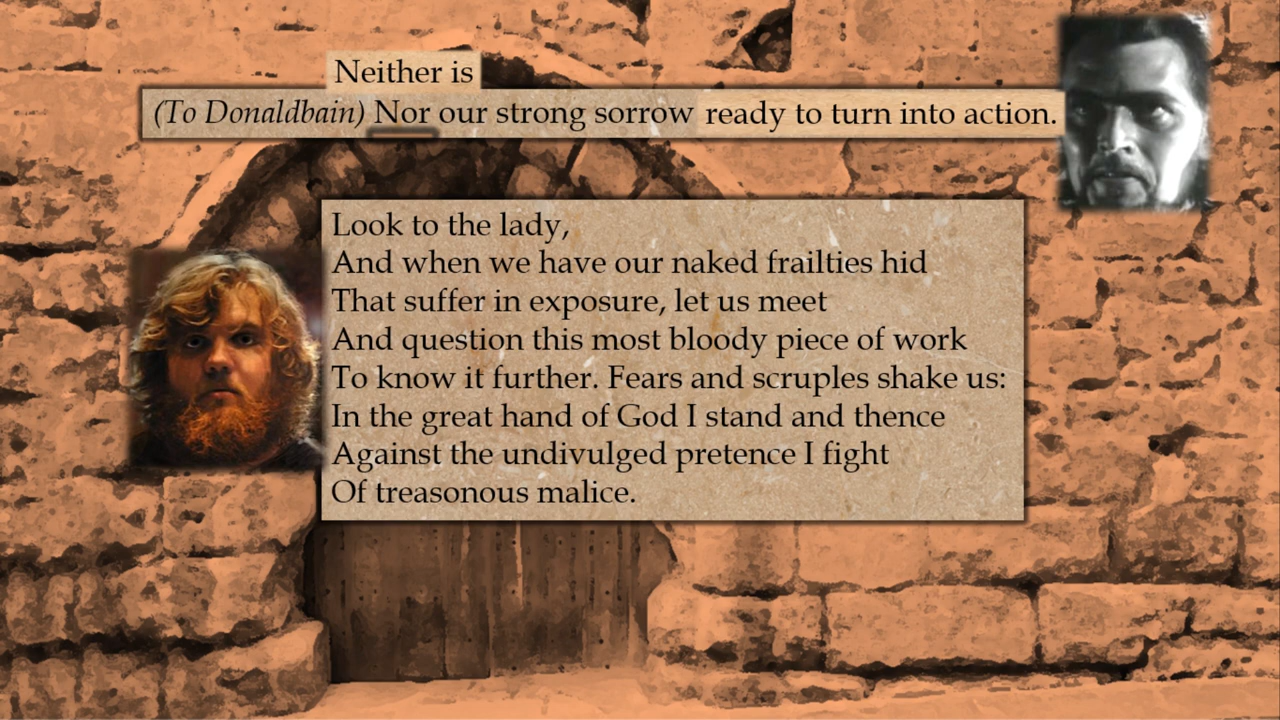 Neither is
(To Donaldbain) Nor our strong sorrow ready to turn into action.
Look to the lady,
And when we have our naked frailties hid
That suffer in exposure, let us meet
And question this most bloody piece of work
To know it further. Fears and scruples shake us:
In the great hand of God I stand and thence
Against the undivulged pretence I fight
Of treasonous malice.